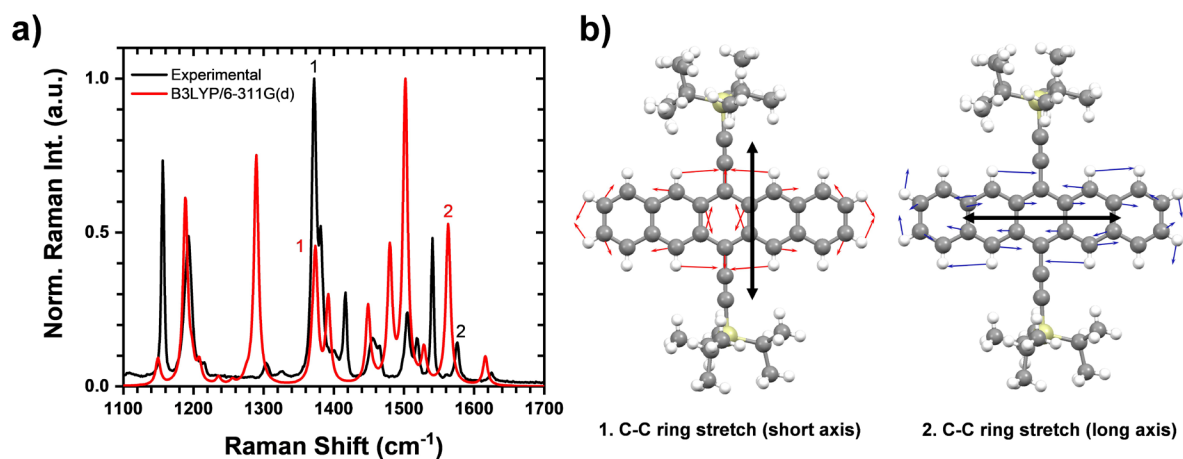 a)
Norm. Raman Int. (a.u.)
1.0
0.5
0.0
Experimental
B3LYP/6-311G(d)
1
1
2
2
1100 1200 1300 1400 1500 1600 1700
Raman Shift (cm-1)
b)
1. C-C ring stretch (short axis)
2. C-C ring stretch (long axis)